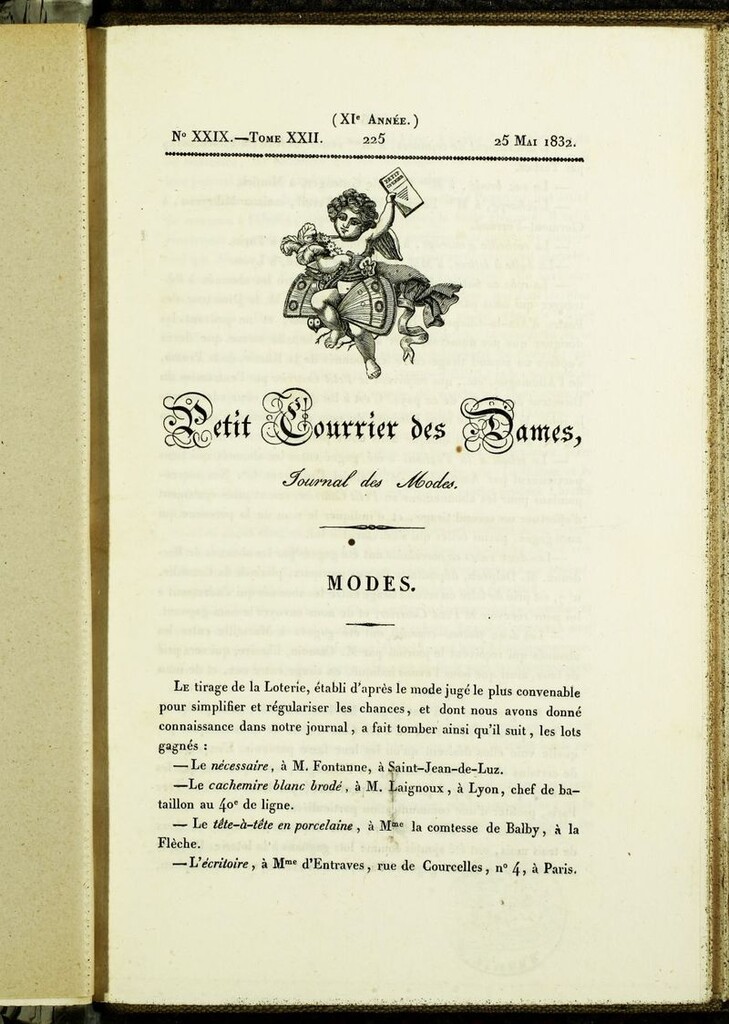 (XIe Année.)
No XXIX.—Tome XXII. 225 25 Mai 1832.
PETIT
Petit Courrier des Dames,
Journal des Modes.
MODES.
Le tirage de la Loterie, établi d'après le mode jugé le plus convenable
pour simplifier et régulariser les chances, et dont nous avons donné
connaissance dans notre journal, a fait tomber ainsi qu'il suit, les lots
gagnés :
—Le nécessaire, à M. Fontanne, à Saint-Jean-de-Luz.
—Le cachemire blanc brodé, à M. Laignoux, à Lyon, chef de ba-
taillon au 40e de ligne.
— Le tête-à-tête en porcelaine, à Mme la comtesse de Balby, à la
Flèche.
—L'écritoire, à Mme d'Entraves, rue de Courcelles, no 4, à Paris.